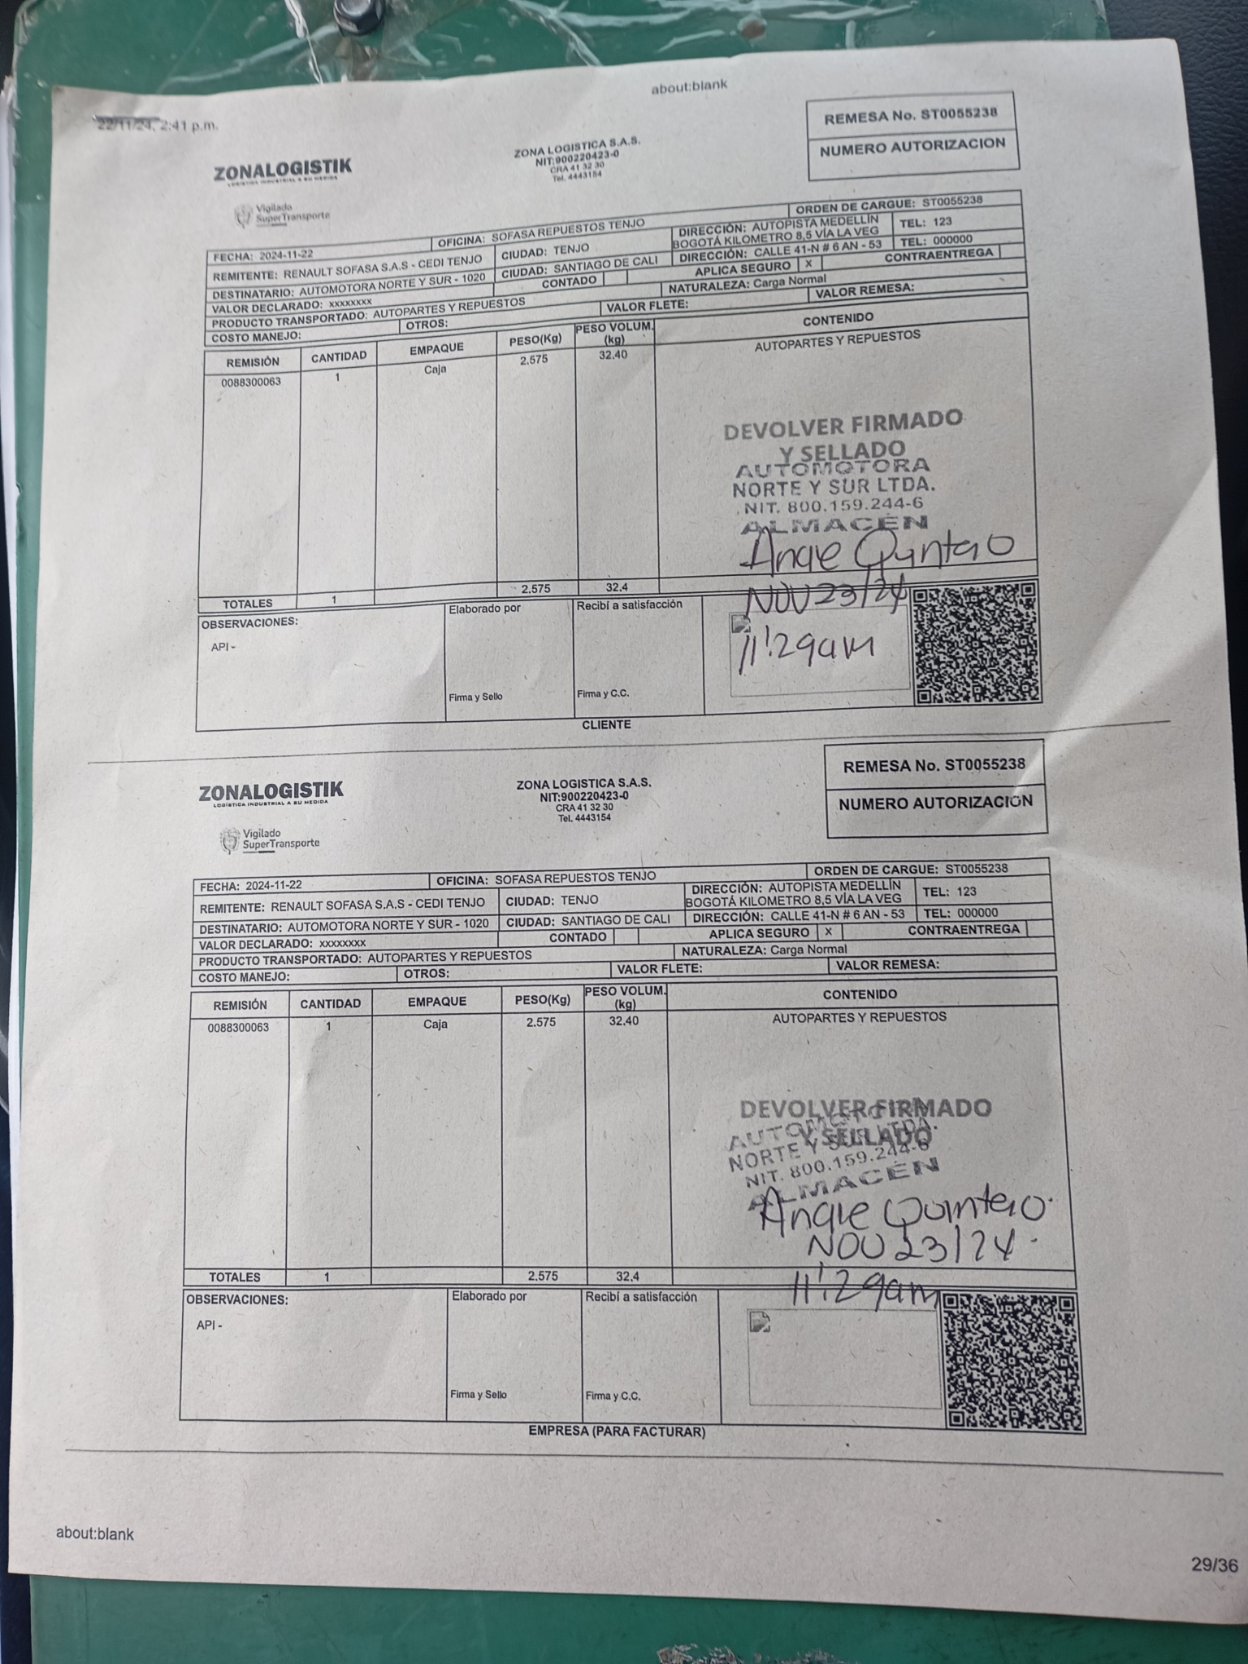 about:blank
22/11/24, 2:41 p.m.
REMESA No. ST0055238
NUMERO AUTORIZACION
ZONALOGISTIK
LOGISTICA INDUSTRIAL A SU MEDIDA
ZONA LOGISTICA S.A.S.
NIT:900220423-0
CRA 41 32 30
Tel. 4443154
Vigilado
SuperTransporte
FECHA: 2024-11-22 OFICINA: SOFASA REPUESTOS TENJO ORDEN DE CARGUE: ST0055238
REMITENTE: RENAULT SOFASA S.A.S - CEDI TENJO CIUDAD: TENJO DIRECCIÓN: AUTOPISTA MEDELLÍN BOGOTÁ KILOMETRO 8,5 VÍA LA VEG TEL: 123
DESTINATARIO: AUTOMOTORA NORTE Y SUR - 1020 CIUDAD: SANTIAGO DE CALI DIRECCIÓN: CALLE 41-N # 6 AN - 53 TEL: 000000
VALOR DECLARADO: xxxxxxxx CONTADO APLICA SEGURO X CONTRAENTREGA
PRODUCTO TRANSPORTADO: AUTOPARTES Y REPUESTOS NATURALEZA: Carga Normal
COSTO MANEJO: OTROS: VALOR FLETE: VALOR REMESA:
REMISIÓN CANTIDAD EMPAQUE PESO(Kg) PESO VOLUM. (kg) CONTENIDO
0088300063 1 Caja 2.575 32.40 AUTOPARTES Y REPUESTOS
DEVOLVER FIRMADO
Y SELLADO
AUTOMOTORA
NORTE Y SUR LTDA.
NIT. 800.159.244-6
ALMACÉN
Angie Quintero
NOV 23/24
11:29am
TOTALES 1 2.575 32.4
OBSERVACIONES: Elaborado por Recibí a satisfacción
API -
Firma y Sello Firma y C.C.
CLIENTE
REMESA No. ST0055238
NUMERO AUTORIZACIÓN
ZONALOGISTIK
LOGISTICA INDUSTRIAL A SU MEDIDA
ZONA LOGISTICA S.A.S.
NIT:900220423-0
CRA 41 32 30
Tel. 4443154
Vigilado
SuperTransporte
FECHA: 2024-11-22 OFICINA: SOFASA REPUESTOS TENJO ORDEN DE CARGUE: ST0055238
REMITENTE: RENAULT SOFASA S.A.S - CEDI TENJO CIUDAD: TENJO DIRECCIÓN: AUTOPISTA MEDELLÍN BOGOTÁ KILOMETRO 8,5 VÍA LA VEG TEL: 123
DESTINATARIO: AUTOMOTORA NORTE Y SUR - 1020 CIUDAD: SANTIAGO DE CALI DIRECCIÓN: CALLE 41-N # 6 AN - 53 TEL: 000000
VALOR DECLARADO: xxxxxxxx CONTADO APLICA SEGURO X CONTRAENTREGA
PRODUCTO TRANSPORTADO: AUTOPARTES Y REPUESTOS NATURALEZA: Carga Normal
COSTO MANEJO: OTROS: VALOR FLETE: VALOR REMESA:
REMISIÓN CANTIDAD EMPAQUE PESO(Kg) PESO VOLUM. (kg) CONTENIDO
0088300063 1 Caja 2.575 32.40 AUTOPARTES Y REPUESTOS
DEVOLVER FIRMADO
Y SELLADO
AUTOMOTORA
NORTE Y SUR LTDA.
NIT. 800.159.244-6
ALMACÉN
Angie Quintero
NOV 23/24
11:29am
TOTALES 1 2.575 32.4
OBSERVACIONES: Elaborado por Recibí a satisfacción
API -
Firma y Sello Firma y C.C.
EMPRESA (PARA FACTURAR)
about:blank
29/36